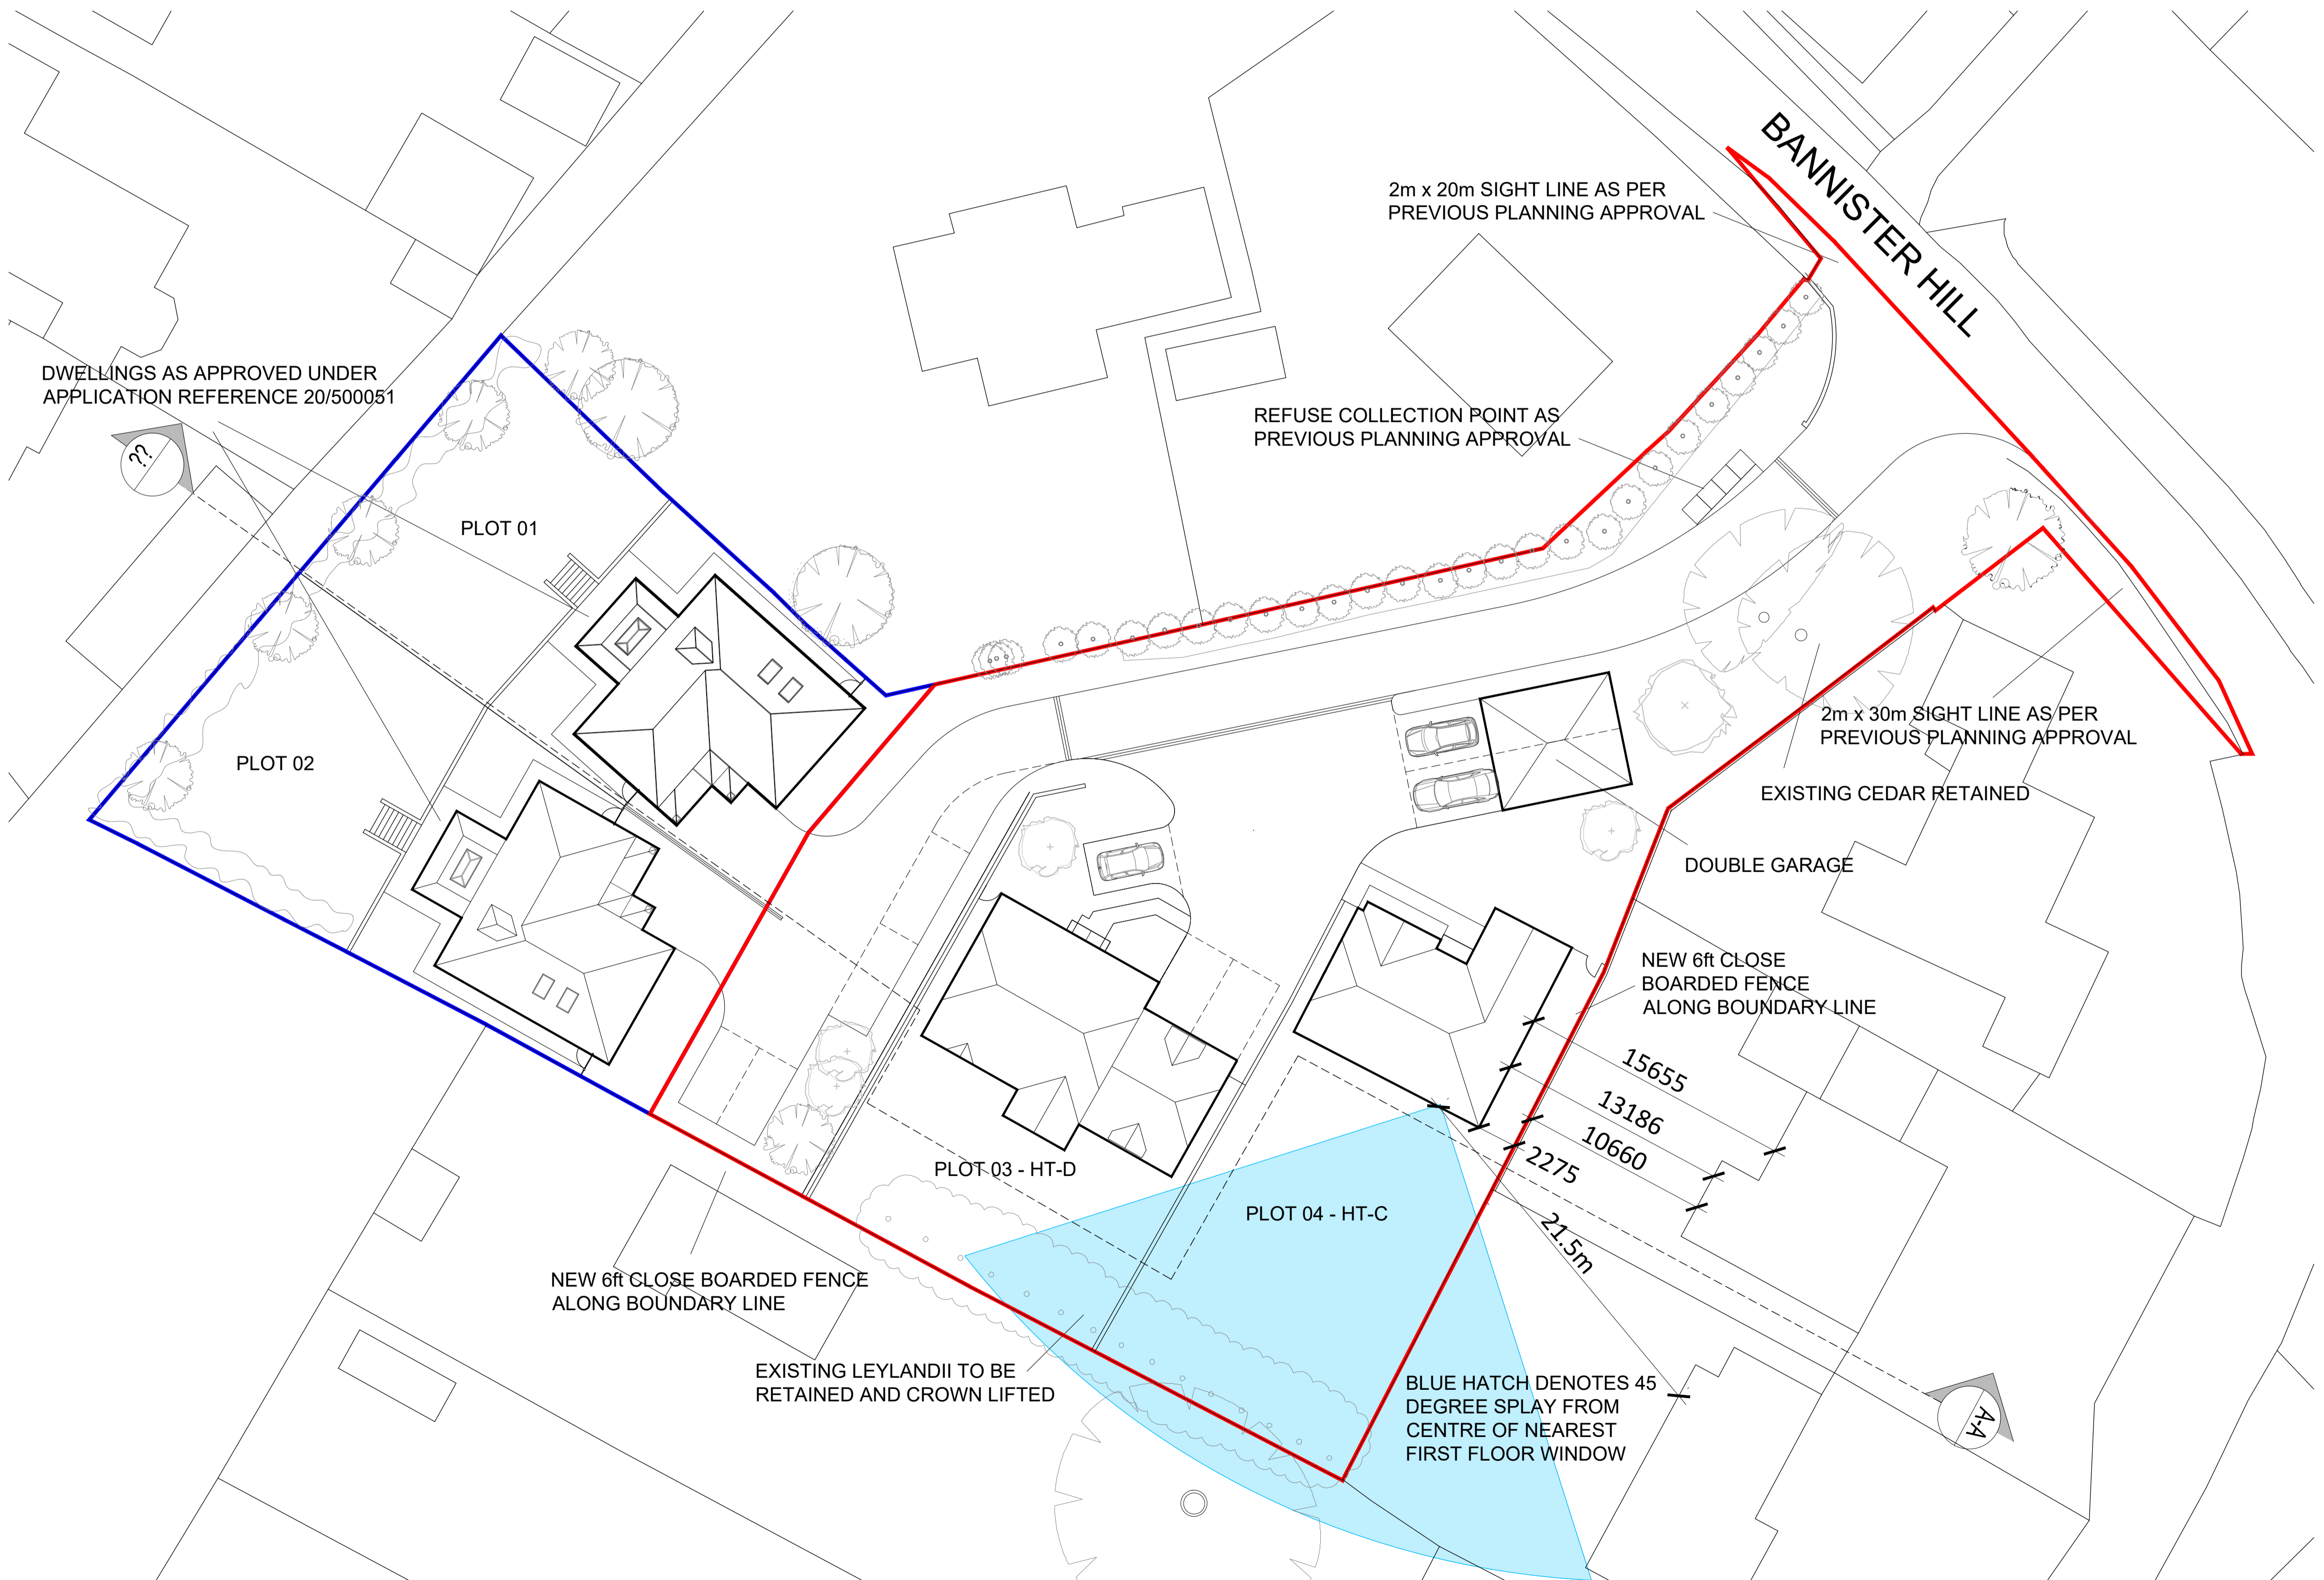 BANNISTER HILL
2m x 20m SIGHT LINE AS PER
PREVIOUS PLANNING APPROVAL
DWELLINGS AS APPROVED UNDER
APPLICATION REFERENCE 20/500051
REFUSE COLLECTION POINT AS
PREVIOUS PLANNING APPROVAL
??
PLOT 01
PLOT 02
2m x 30m SIGHT LINE AS PER
PREVIOUS PLANNING APPROVAL
EXISTING CEDAR RETAINED
DOUBLE GARAGE
NEW 6ft CLOSE
BOARDED FENCE
ALONG BOUNDARY LINE
15655
13186
10660
2275
21.5m
PLOT 03 - HT-D
PLOT 04 - HT-C
NEW 6ft CLOSE BOARDED FENCE
ALONG BOUNDARY LINE
EXISTING LEYLANDII TO BE
RETAINED AND CROWN LIFTED
BLUE HATCH DENOTES 45
DEGREE SPLAY FROM
CENTRE OF NEAREST
FIRST FLOOR WINDOW
A-A